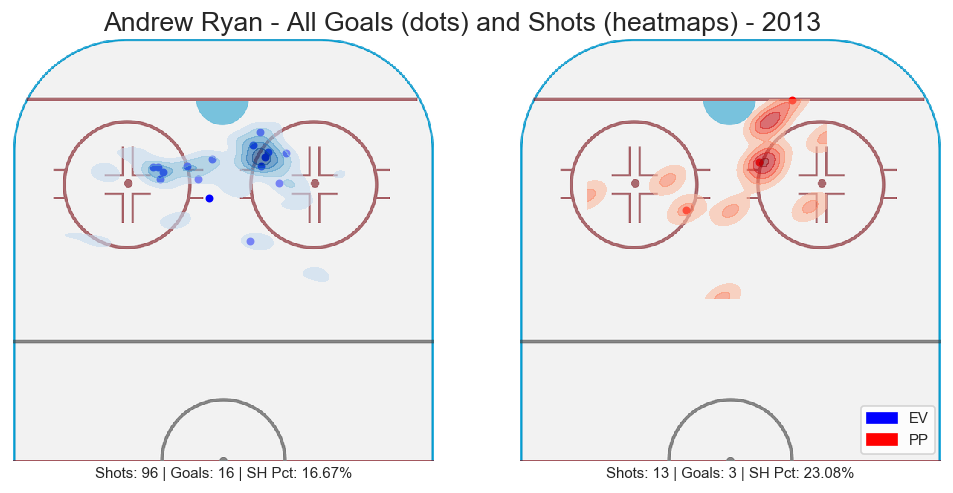 Andrew Ryan - All Goals (dots) and Shots (heatmaps) - 2013
EV
PP
Shots: 96 | Goals: 16 | SH Pct: 16.67%
Shots: 13 | Goals: 3 | SH Pct: 23.08%